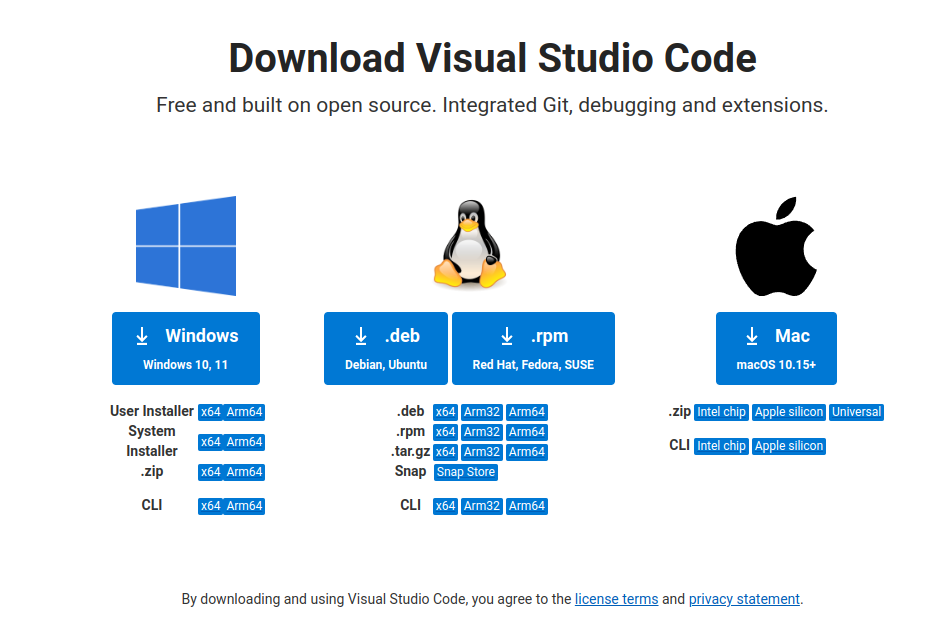 Download Visual Studio Code
Free and built on open source. Integrated Git, debugging and extensions.
Windows
Windows 10, 11
User Installer x64 Arm64
System
Installer x64 Arm64
.zip x64 Arm64
CLI x64 Arm64
.deb
Debian, Ubuntu
.rpm
Red Hat, Fedora, SUSE
.deb x64 Arm32 Arm64
.rpm x64 Arm32 Arm64
.tar.gz x64 Arm32 Arm64
Snap Snap Store
CLI x64 Arm32 Arm64
Mac
macOS 10.15+
.zip Intel chip Apple silicon Universal
CLI Intel chip Apple silicon
By downloading and using Visual Studio Code, you agree to the license terms and privacy statement.